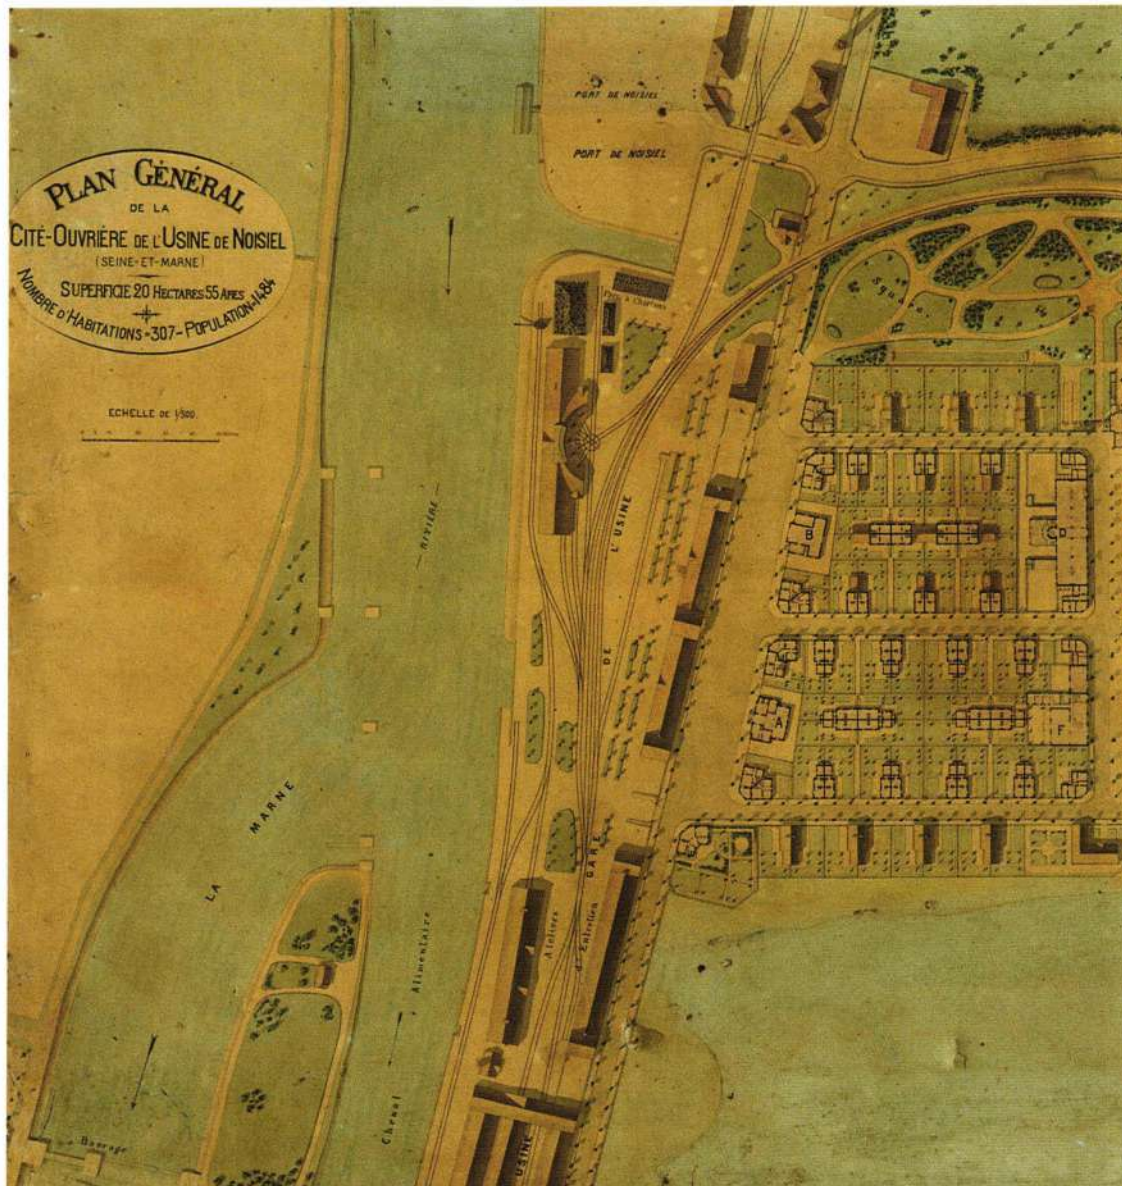 PLAN GÉNÉRAL
DE LA
CITÉ-OUVRIÈRE DE L'USINE DE NOISIEL
(SEINE-ET-MARNE)
SUPERFICIE 20 HECTARES 55 ARES
NOMBRE D'HABITATIONS = 307 - POPULATION = 1484
ECHELLE DE 1/500.
PORT DE NOISIEL
PORT DE NOISIEL
Square
RIVIÈRE
GARE DE L'USINE
B
A
F
LA MARNE
Ateliers
d'Entretien
Chenal Alimentaire
Barrage
USINE